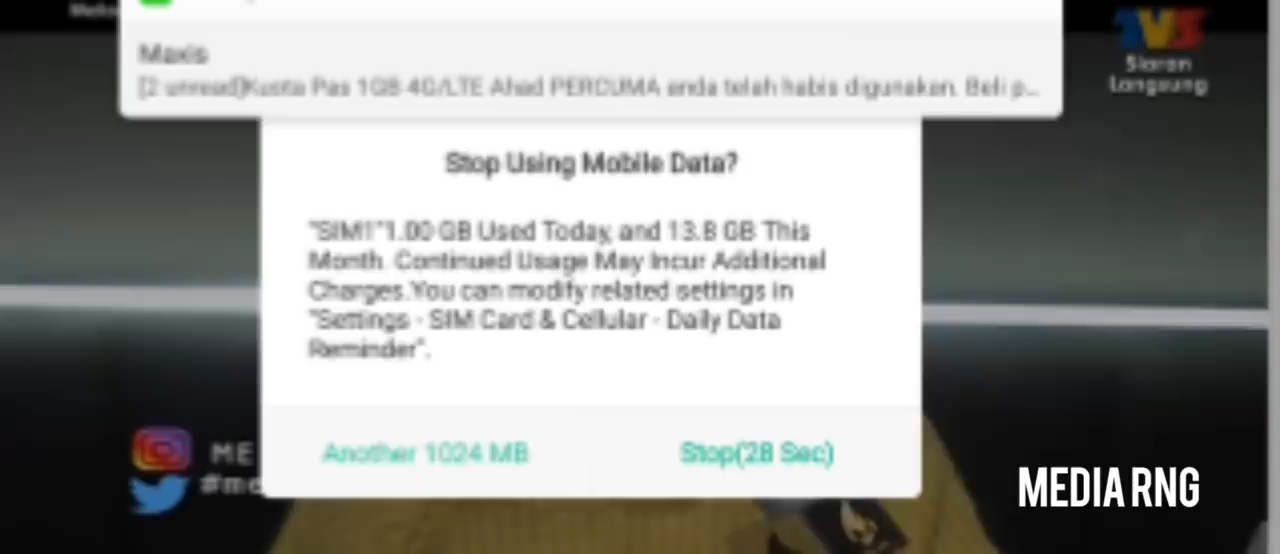 TV3
Siaran
Langsung
Maxis
[2 unread]Kuota Pas 1GB 4G/LTE Ahad PERCUMA anda telah habis digunakan. Beli p...
Stop Using Mobile Data?
"SIM1"1.00 GB Used Today, and 13.8 GB This
Month. Continued Usage May Incur Additional
Charges.You can modify related settings in
"Settings - SIM Card & Cellular - Daily Data
Reminder".
Another 1024 MB
Stop(28 Sec)
ME
MEDIA RNG